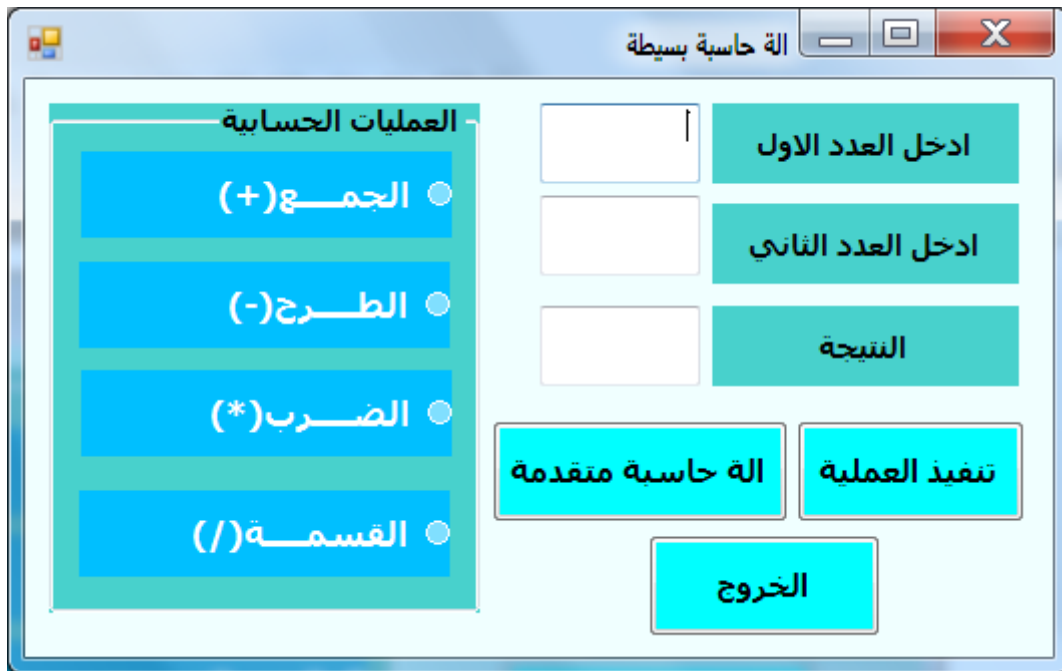 الة حاسبة بسيطة
ادخل العدد الاول
ادخل العدد الثاني
النتيجة
تنفيذ العملية
الة حاسبة متقدمة
الخروج
العمليات الحسابية
الجمــــع(+)
الطــــرح(-)
الضــــرب(*)
القسمــــة(/)